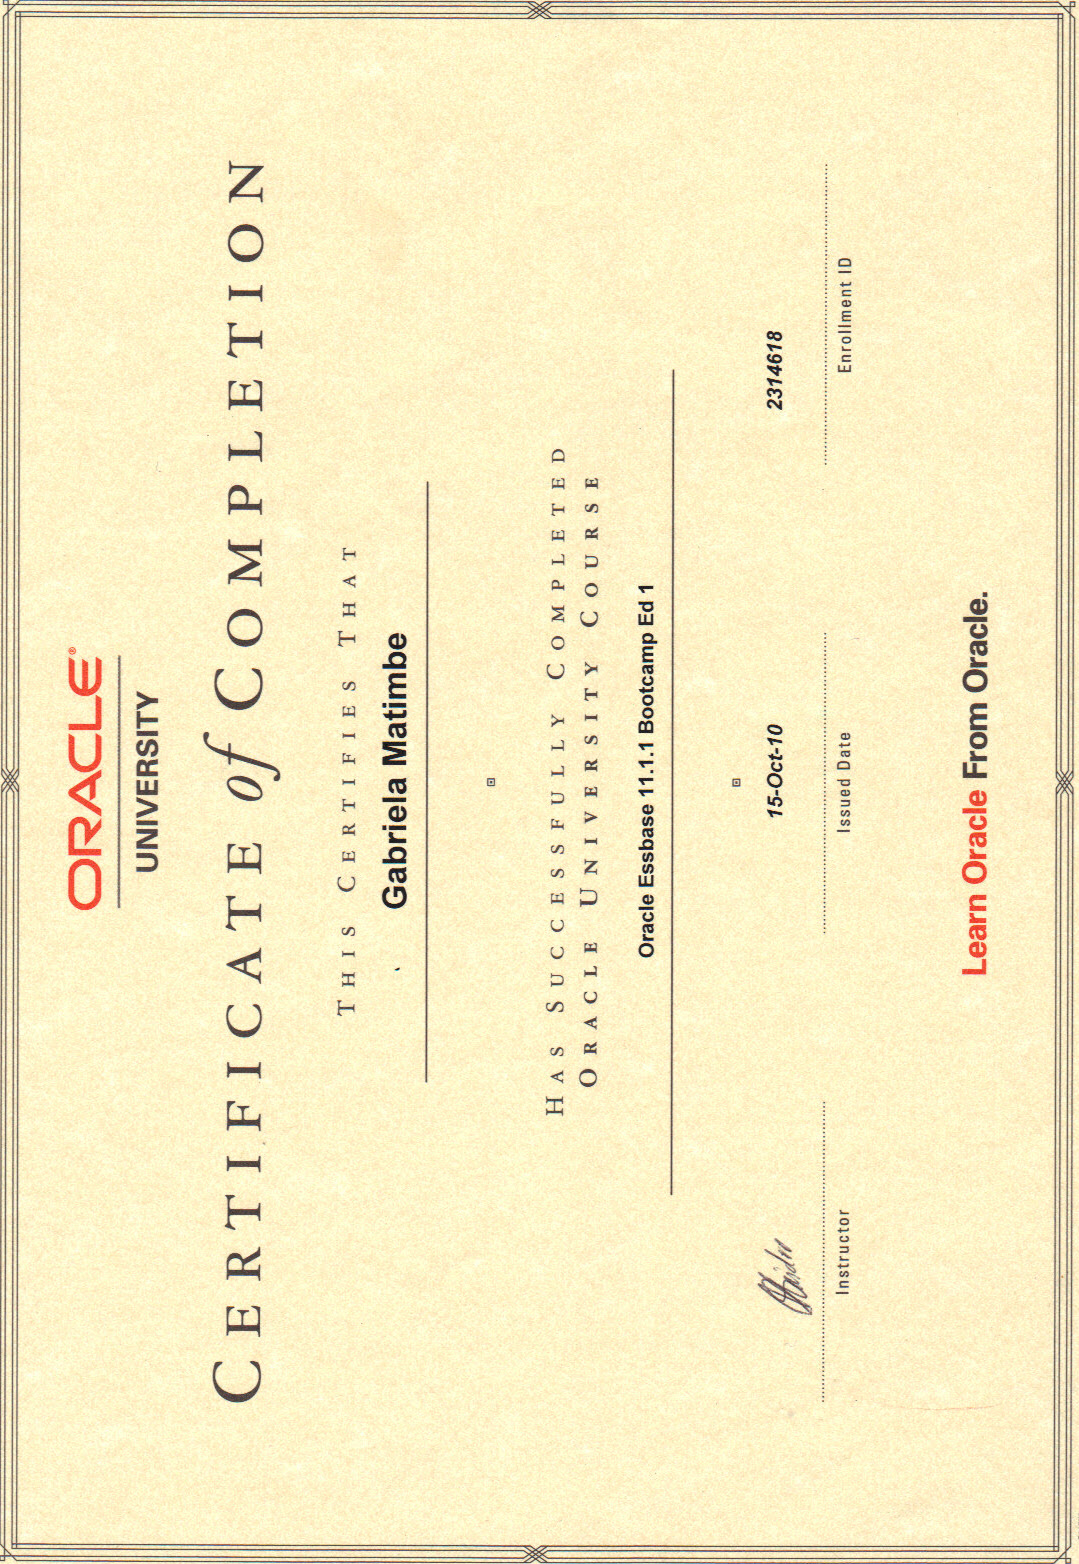 ORACLE®
UNIVERSITY
CERTIFICATE of COMPLETION
THIS CERTIFIES THAT
Gabriela Matimbe
HAS SUCCESSFULLY COMPLETED
ORACLE UNIVERSITY COURSE
Oracle Essbase 11.1.1 Bootcamp Ed 1
15-Oct-10
2314618
Instructor
Issued Date
Enrollment ID
Learn Oracle From Oracle.